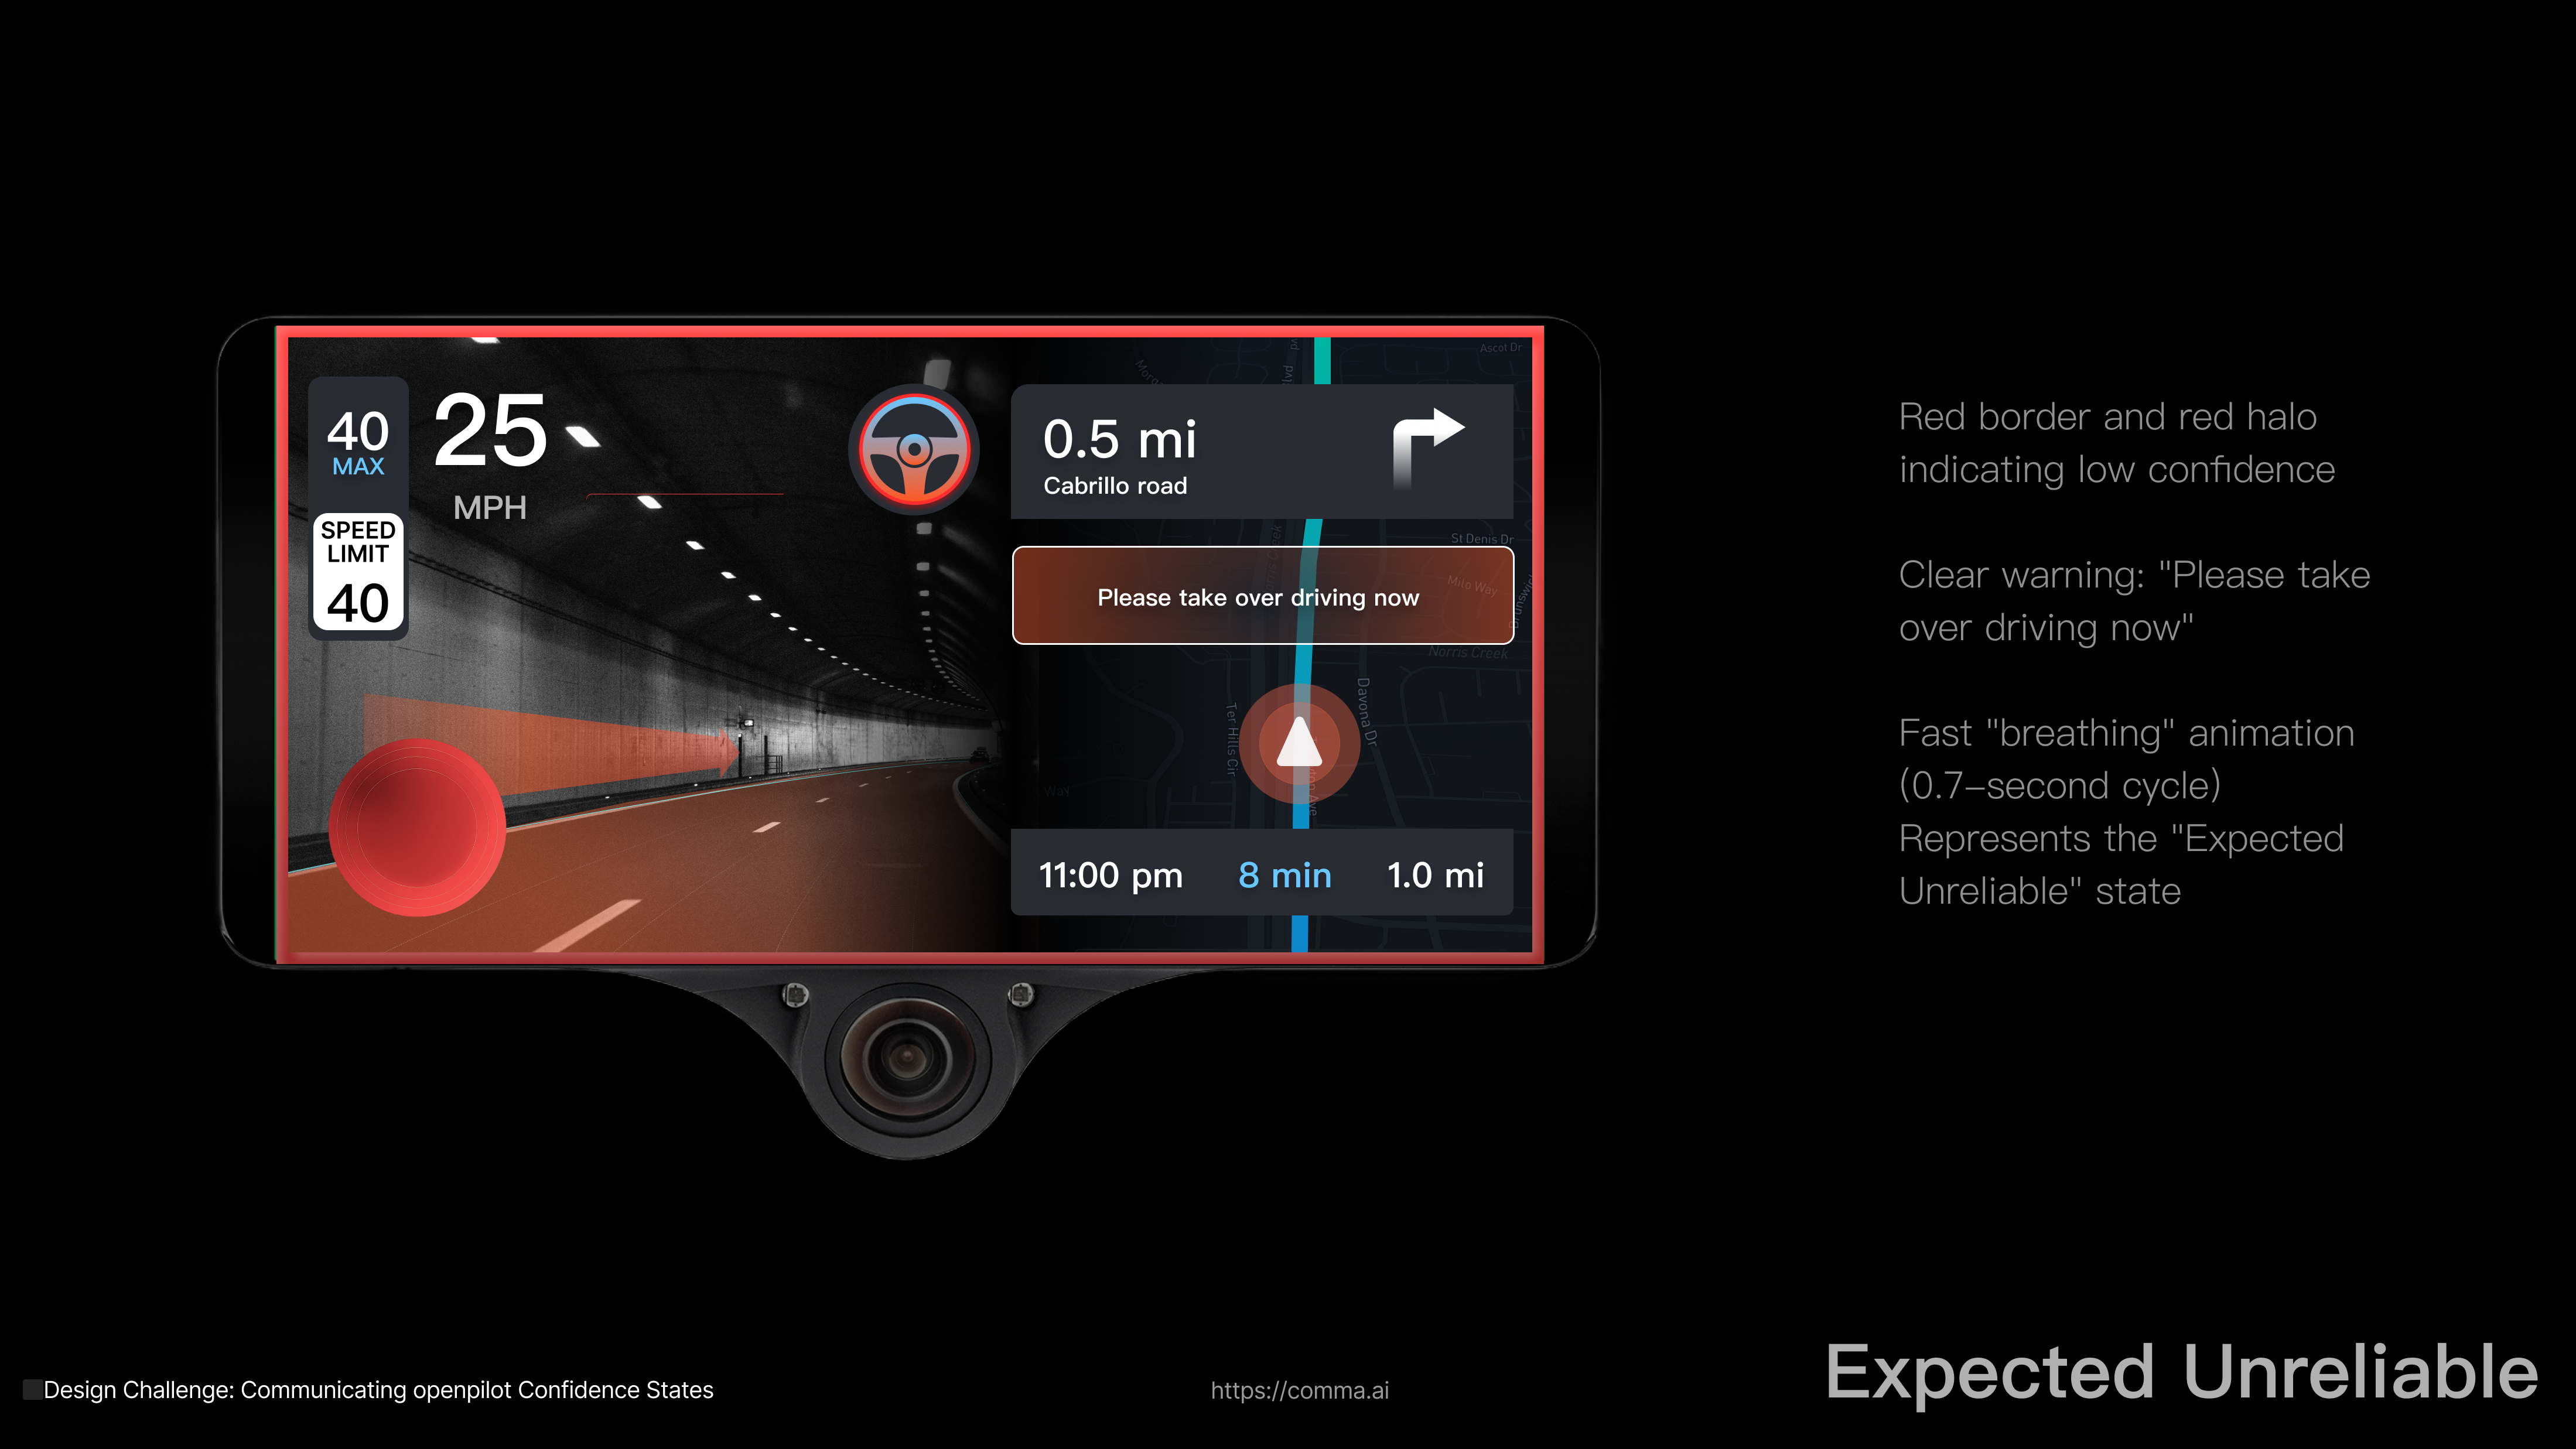 40
MAX
25
MPH
SPEED
LIMIT
40
0.5 mi
Cabrillo road
Please take over driving now
Ascot Dr
St Denis Dr
Milo Way
Norris Creek
Davona Dr
Ter Hills Cir
Way
11:00 pm 8 min 1.0 mi
Red border and red halo
indicating low confidence
Clear warning: "Please take
over driving now"
Fast "breathing" animation
(0.7–second cycle)
Represents the "Expected
Unreliable" state
Design Challenge: Communicating openpilot Confidence States
https://comma.ai
Expected Unreliable